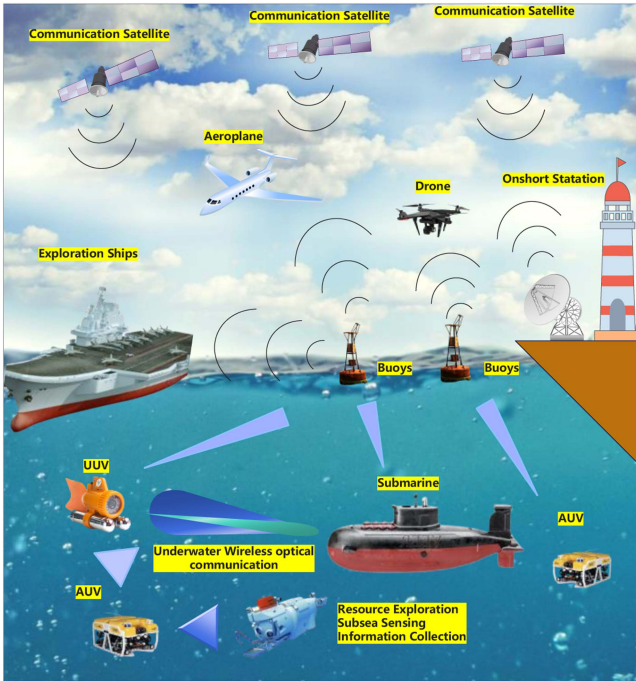 Communication Satellite
Communication Satellite
Communication Satellite
Aeroplane
Drone
Onshort Statation
Exploration Ships
Buoys
Buoys
UUV
Submarine
AUV
Underwater Wireless optical
communication
AUV
Resource Exploration
Subsea Sensing
Information Collection